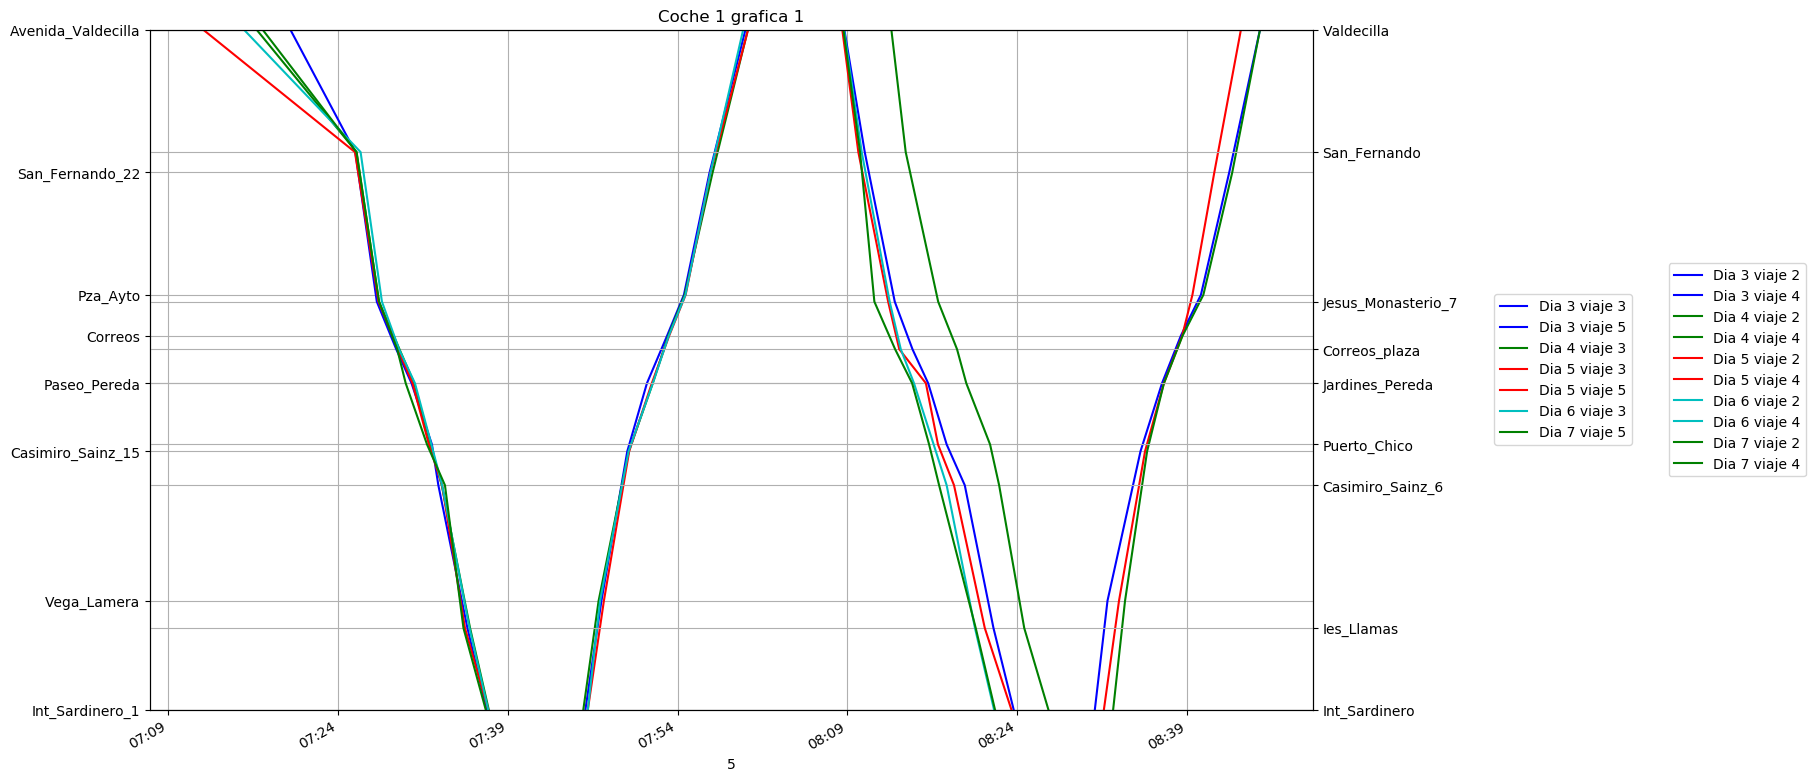 Coche 1 grafica 1
Avenida_Valdecilla
San_Fernando_22
Pza_Ayto
Correos
Paseo_Pereda
Casimiro_Sainz_15
Vega_Lamera
Int_Sardinero_1
Valdecilla
San_Fernando
Jesus_Monasterio_7
Correos_plaza
Jardines_Pereda
Puerto_Chico
Casimiro_Sainz_6
Ies_Llamas
Int_Sardinero
07:09
07:24
07:39
07:54
08:09
08:24
08:39
5
Dia 3 viaje 3
Dia 3 viaje 5
Dia 4 viaje 3
Dia 5 viaje 3
Dia 5 viaje 5
Dia 6 viaje 3
Dia 7 viaje 5
Dia 3 viaje 2
Dia 3 viaje 4
Dia 4 viaje 2
Dia 4 viaje 4
Dia 5 viaje 2
Dia 5 viaje 4
Dia 6 viaje 2
Dia 6 viaje 4
Dia 7 viaje 2
Dia 7 viaje 4